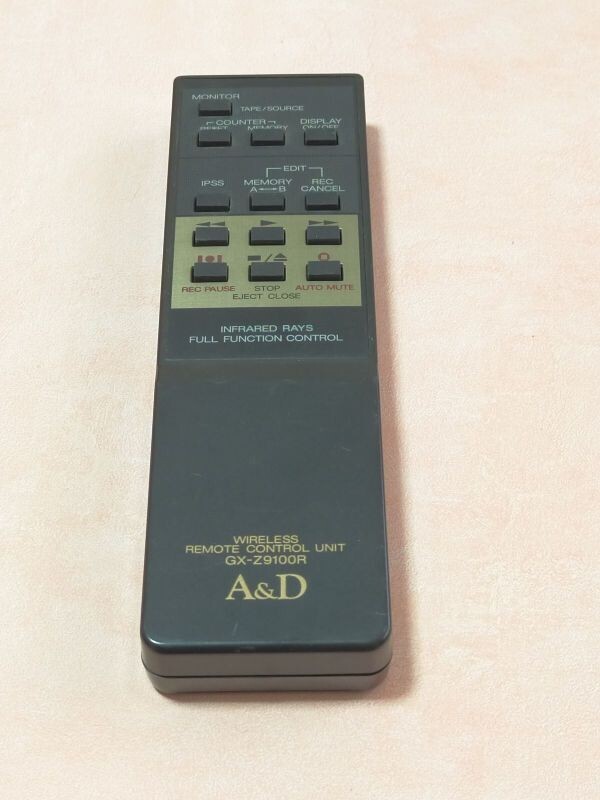 MONITOR
TAPE/SOURCE
COUNTER
DISPLAY
RESET MEMORY ON/OFF
EDIT
IPSS MEMORY REC
A B CANCEL
REC PAUSE STOP AUTO MUTE
EJECT CLOSE
INFRARED RAYS
FULL FUNCTION CONTROL
WIRELESS
REMOTE CONTROL UNIT
GX-Z9100R
A&D